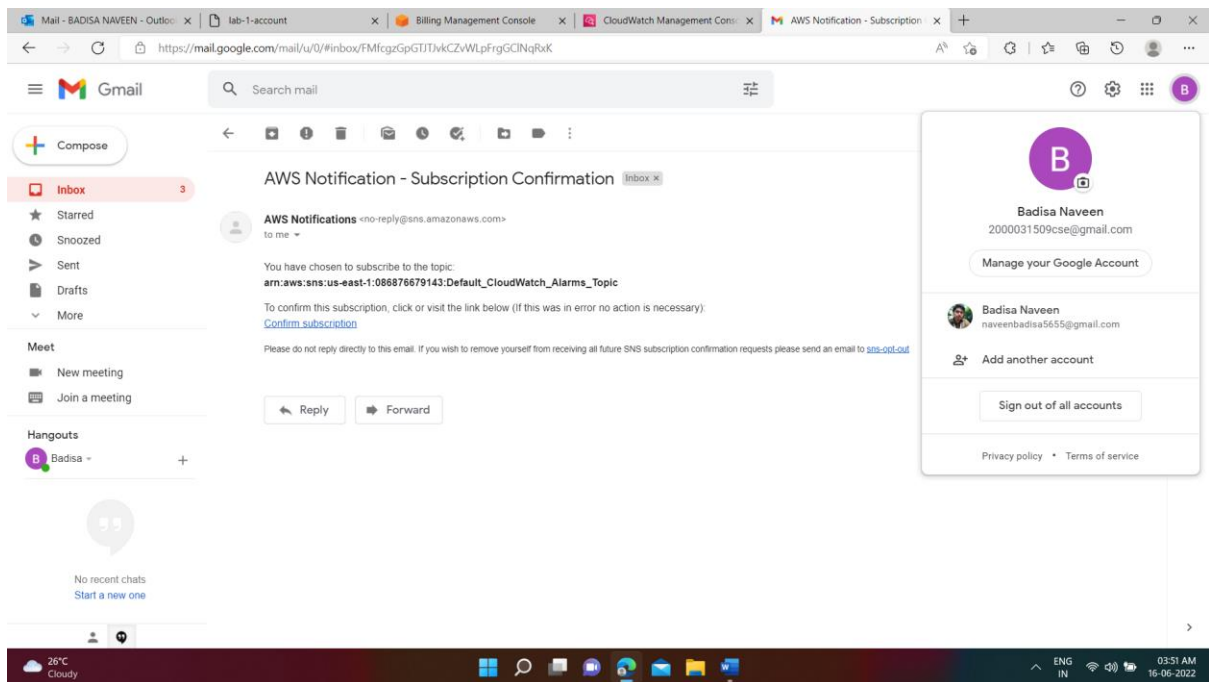 Mail - BADISA NAVEEN - Outloo
lab-1-account
Billing Management Console
CloudWatch Management Cons
AWS Notification - Subscription
https://mail.google.com/mail/u/0/#inbox/FMfcgzGpGTJTJvkCZvWLpFrgGClNqRxK
Gmail
Search mail
B
Compose
Inbox 3
Starred
Snoozed
Sent
Drafts
More
Meet
New meeting
Join a meeting
Hangouts
B Badisa
No recent chats
Start a new one
AWS Notification - Subscription Confirmation Inbox ×
AWS Notifications <no-reply@sns.amazonaws.com>
to me
You have chosen to subscribe to the topic:
arn:aws:sns:us-east-1:086876679143:Default_CloudWatch_Alarms_Topic
To confirm this subscription, click or visit the link below (If this was in error no action is necessary):
Confirm subscription
Please do not reply directly to this email. If you wish to remove yourself from receiving all future SNS subscription confirmation requests please send an email to sns-opt-out
Reply
Forward
B
Badisa Naveen
2000031509cse@gmail.com
Manage your Google Account
Badisa Naveen
naveenbadisa5655@gmail.com
Add another account
Sign out of all accounts
Privacy policy • Terms of service
26°C
Cloudy
ENG
IN
03:51 AM
16-06-2022